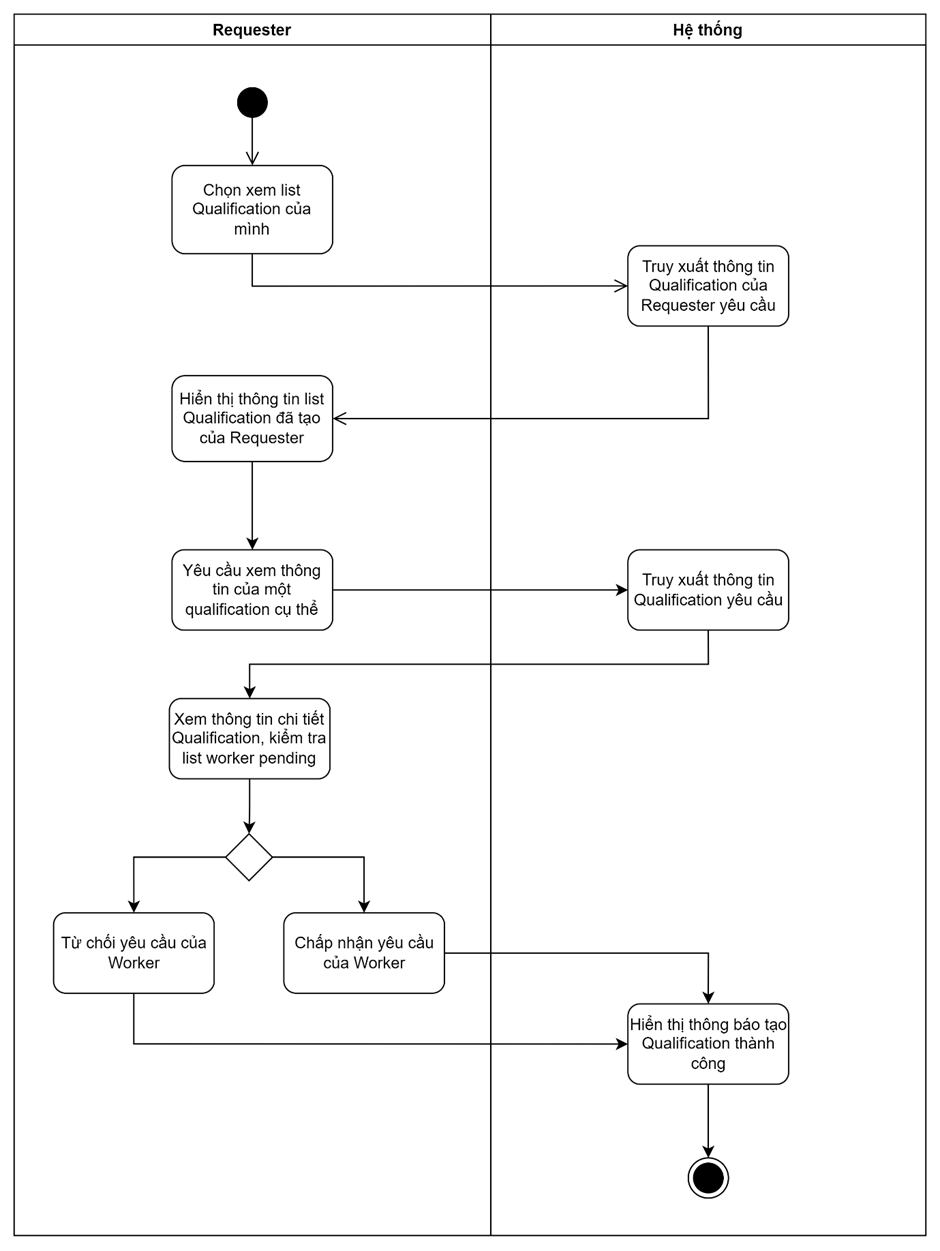 Requester
Hệ thống
Chọn xem list
Qualification của
mình
Truy xuất thông tin
Qualification của
Requester yêu cầu
Hiển thị thông tin list
Qualification đã tạo
của Requester
Yêu cầu xem thông
tin của một
qualification cụ thể
Truy xuất thông tin
Qualification yêu cầu
Xem thông tin chi tiết
Qualification, kiểm tra
list worker pending
Từ chối yêu cầu của
Worker
Chấp nhận yêu cầu
của Worker
Hiển thị thông báo tạo
Qualification thành
công